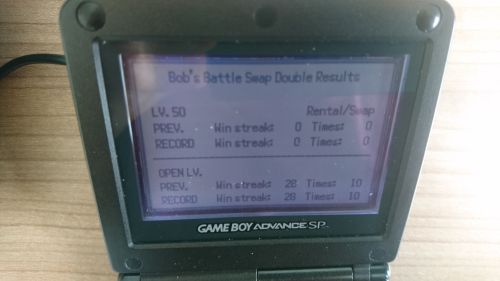 Bob's Battle Swap Double Results
LV. 50 Rental/Swap
PREV. Win streak: 0 Times: 0
RECORD Win streak: 0 Times: 0
OPEN LV.
PREV. Win streak: 28 Times: 10
RECORD Win streak: 28 Times: 10
GAME BOY ADVANCE SP